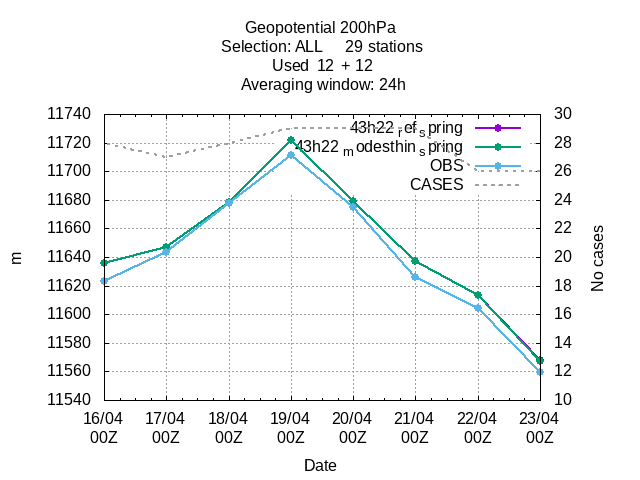 Geopotential 200hPa
Selection: ALL     29 stations
Used  12  + 12
Averaging window: 24h
11740
11720
11700
11680
11660
11640
11620
11600
11580
11560
11540
m
30
28
26
24
22
20
18
16
14
12
10
No cases
43h22_ref_spring
43h22_modesthin_spring
OBS
CASES
16/04 17/04 18/04 19/04 20/04 21/04 22/04 23/04
00Z 00Z 00Z 00Z 00Z 00Z 00Z 00Z
Date